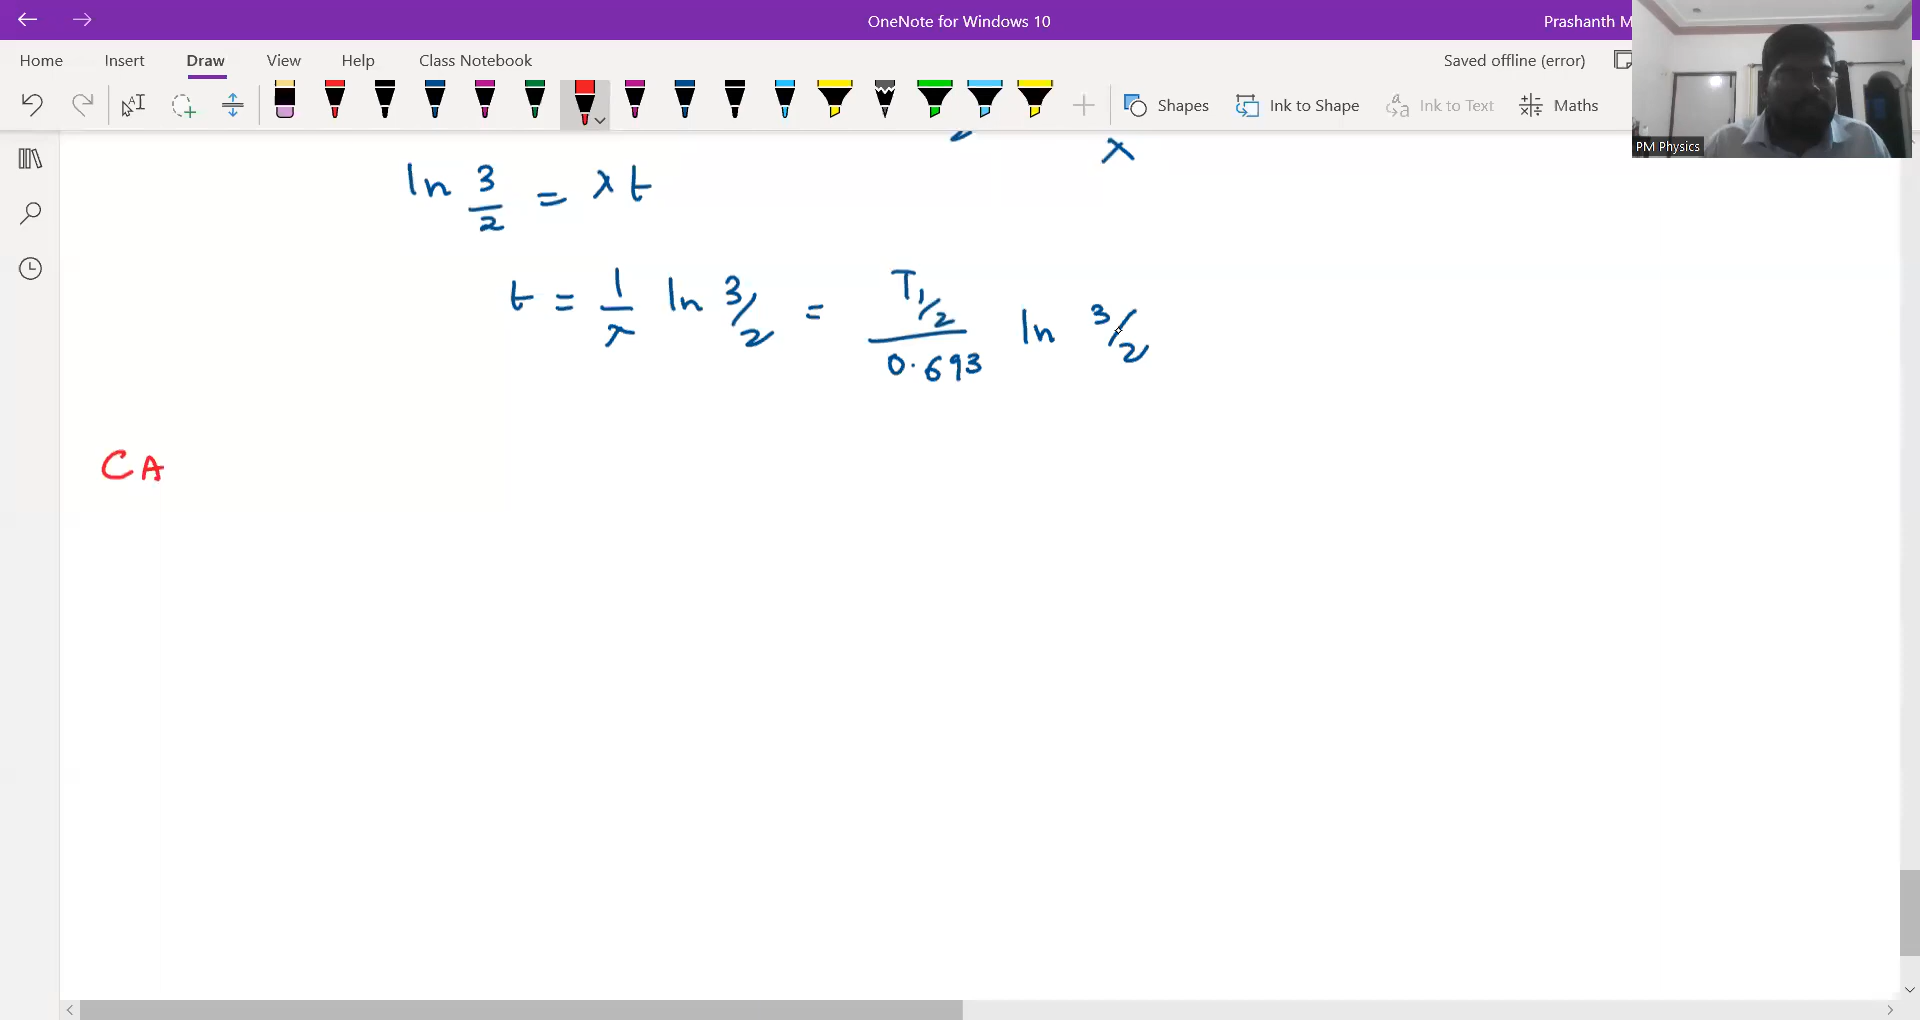 OneNote for Windows 10
Prashanth M
Home Insert Draw View Help Class Notebook
Saved offline (error)
Shapes Ink to Shape Ink to Text Maths
PM Physics
2 λ
ln 3/2 = λt
t = 1/λ ln 3/2 = T1/2 / 0.693 ln 3/2
CA